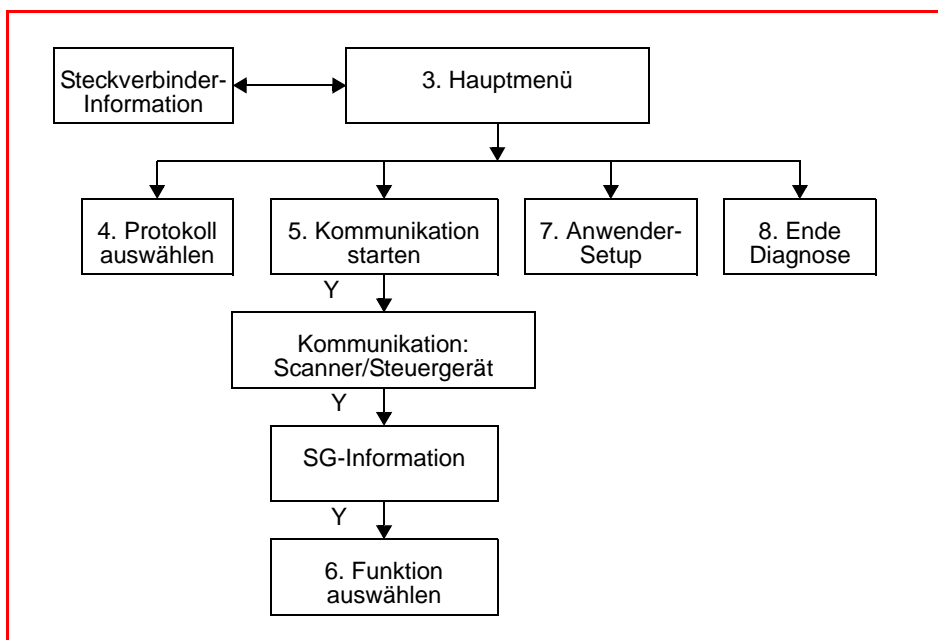 Steckverbinder-
Information
3. Hauptmenü
4. Protokoll
auswählen
5. Kommunikation
starten
7. Anwender-
Setup
8. Ende
Diagnose
Y
Kommunikation:
Scanner/Steuergerät
Y
SG-Information
Y
6. Funktion
auswählen